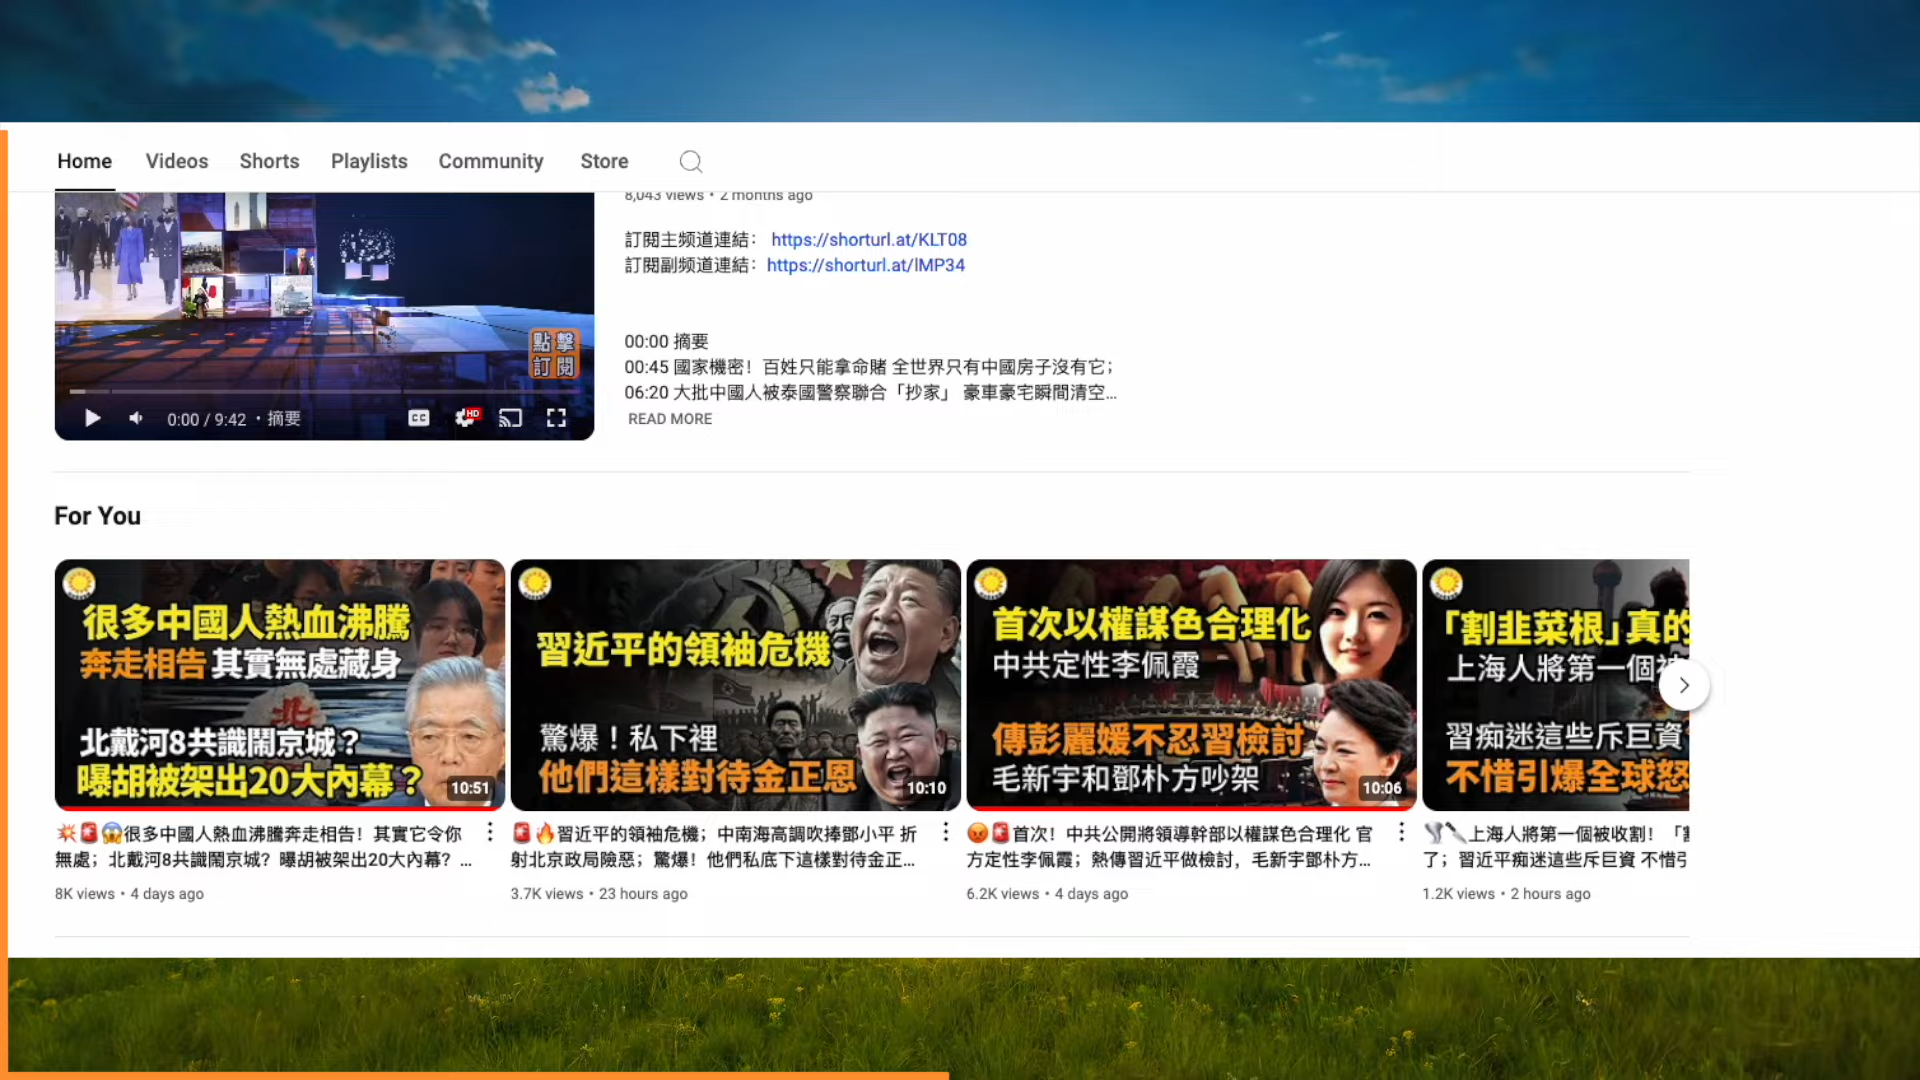 Home Videos Shorts Playlists Community Store
8,043 views • 2 months ago
訂閱主频道連結： https://shorturl.at/KLT08
訂閱副频道連結：https://shorturl.at/lMP34
00:00 摘要
00:45 國家機密！百姓只能拿命賭 全世界只有中國房子沒有它；
06:20 大批中國人被泰國警察聯合「抄家」 豪車豪宅瞬間清空...
READ MORE
點擊
訂閱
0:00 / 9:42 • 摘要
CC
HD
For You
很多中國人熱血沸騰
奔走相告 其實無處藏身
北
北戴河8共識鬧京城？
曝胡被架出20大內幕？
10:51
💥🚨😱很多中國人熱血沸騰奔走相告！其實它令你
無處；北戴河8共識鬧京城？曝胡被架出20大內幕？...
8K views • 4 days ago
習近平的領袖危機
驚爆！私下裡
他們這樣對待金正恩
10:10
🚨🔥習近平的領袖危機；中南海高調吹捧鄧小平 折
射北京政局險惡；驚爆！他們私底下這樣對待金正...
3.7K views • 23 hours ago
首次以權謀色合理化
中共定性李佩霞
傳彭麗媛不忍習檢討
毛新宇和鄧朴方吵架
10:06
😡🚨首次！中共公開將領導幹部以權謀色合理化 官
方定性李佩霞；熱傳習近平做檢討，毛新宇鄧朴方...
6.2K views • 4 days ago
「割韭菜根」真的
上海人將第一個
習痴迷這些斥巨資
不惜引爆全球怒
上海人將第一個被收割！「割
了；習近平痴迷這些斥巨資 不惜引
1.2K views • 2 hours ago